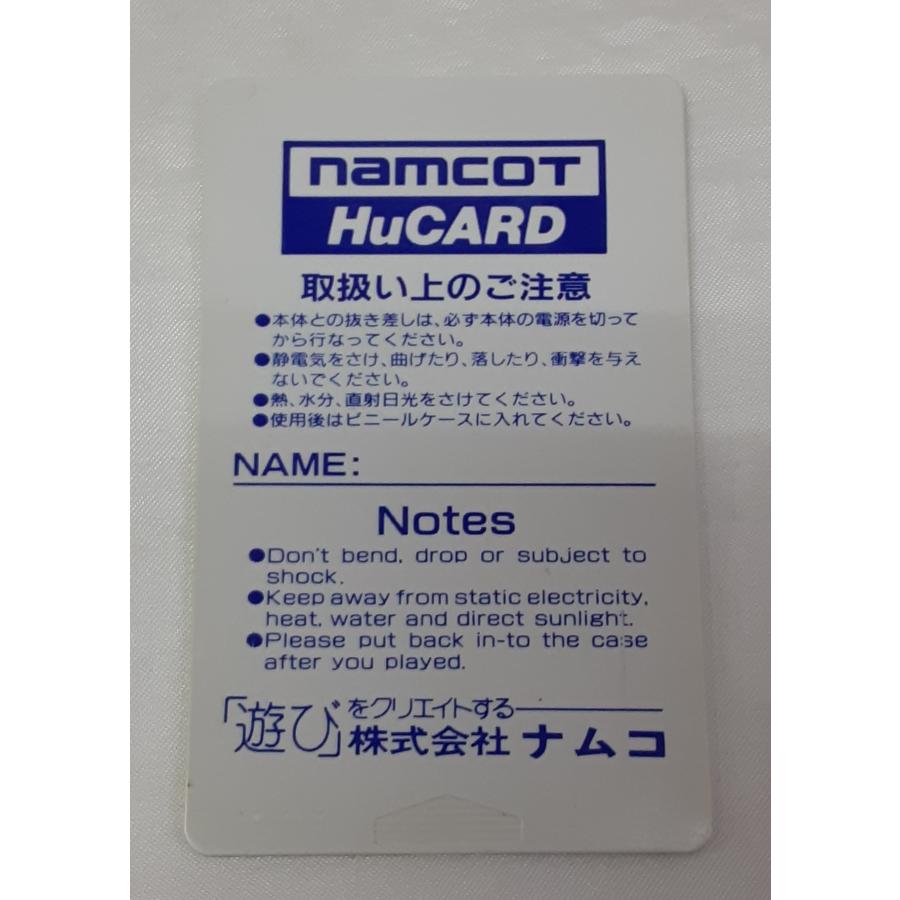 namcot
HuCARD
取扱い上のご注意
●本体との抜き差しは、必ず本体の電源を切って
から行なってください。
●静電気をさけ、曲げたり、落したり、衝撃を与え
ないでください。
●熱、水分、直射日光をさけてください。
●使用後はビニールケースに入れてください。
NAME:
Notes
●Don't bend, drop or subject to
shock.
●Keep away from static electricity,
heat, water and direct sunlight.
●Please put back in-to the case
after you played.
「遊び」をクリエイトする
株式会社ナムコ